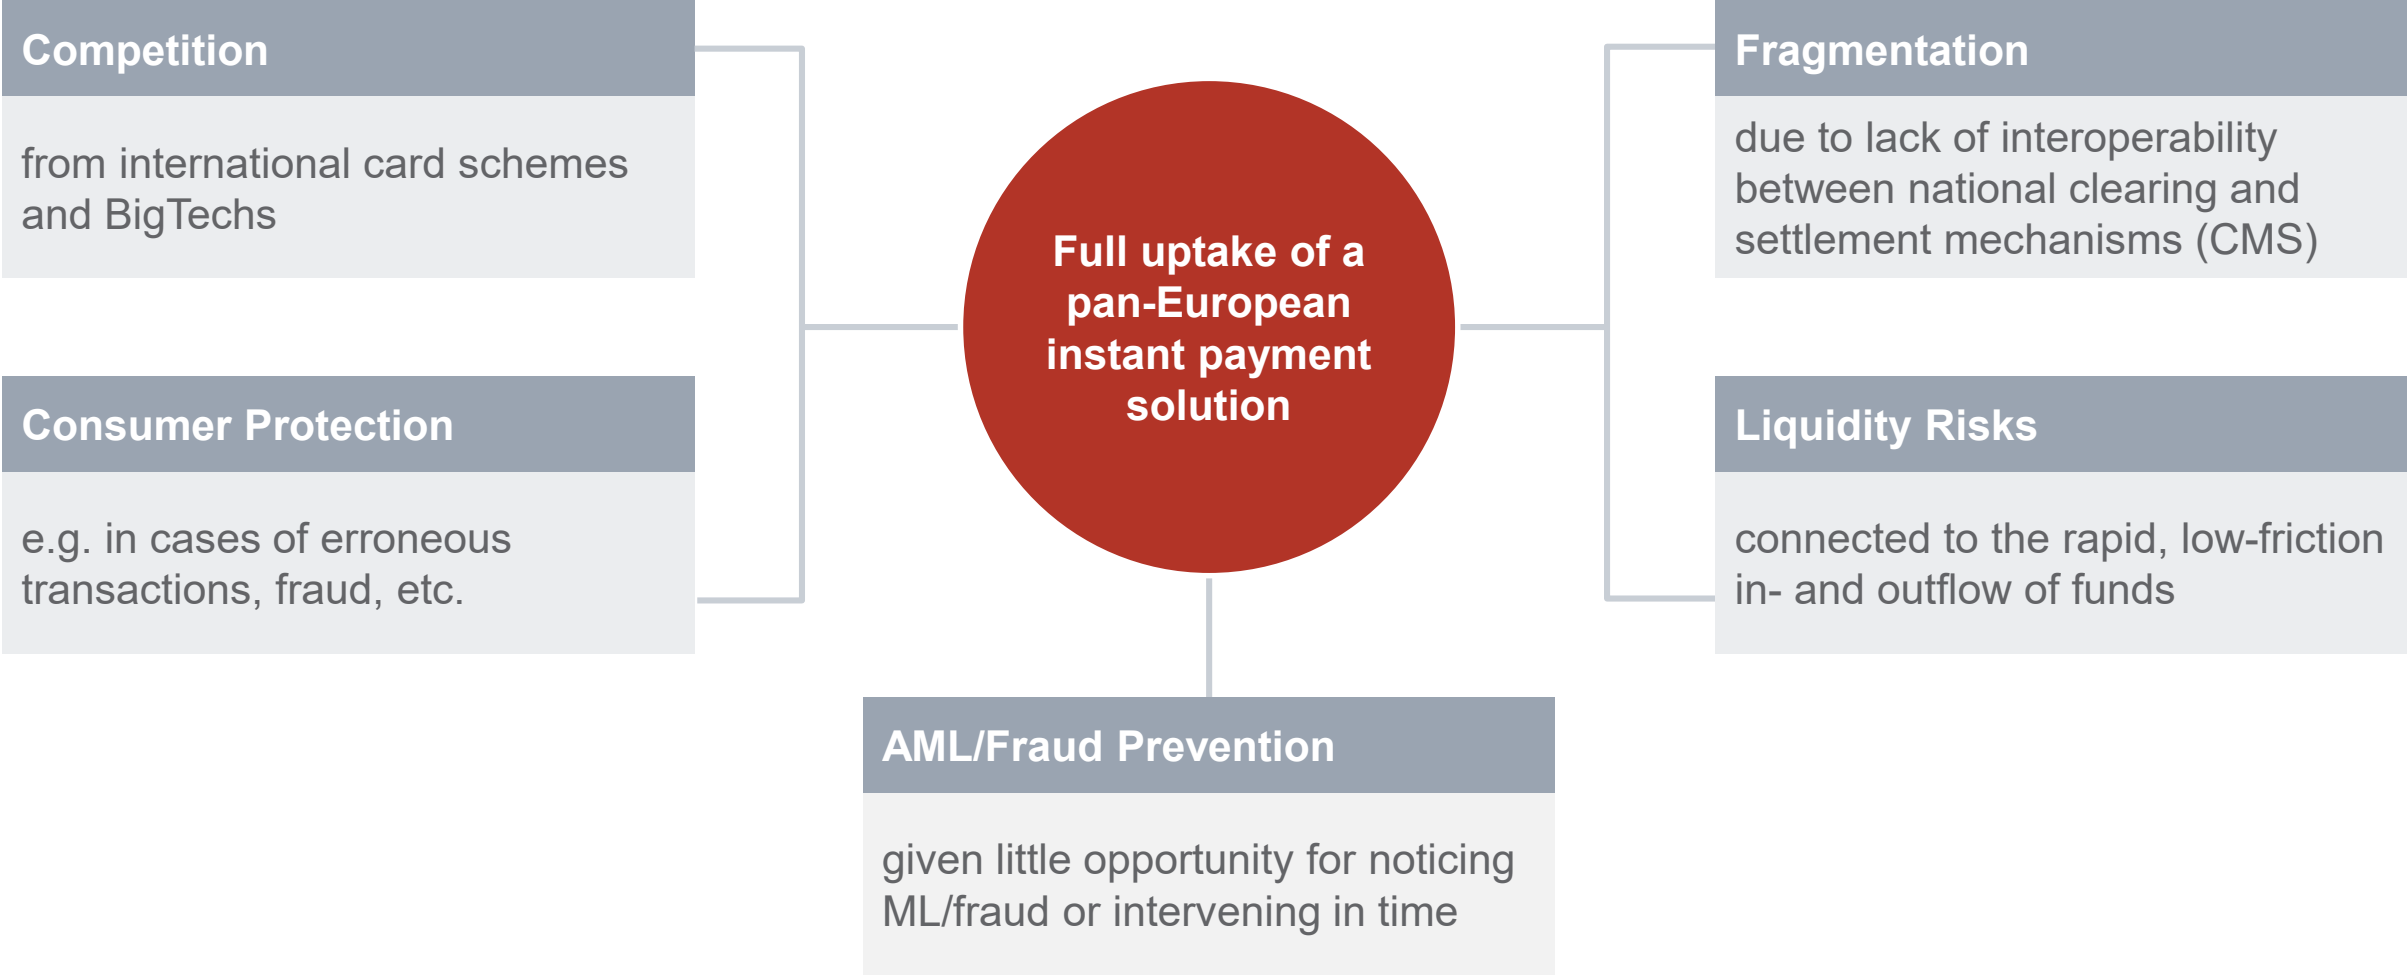 Competition
from international card schemes
and BigTechs
Consumer Protection
e.g. in cases of erroneous
transactions, fraud, etc.
Full uptake of a
pan-European
instant payment
solution
Fragmentation
due to lack of interoperability
between national clearing and
settlement mechanisms (CMS)
Liquidity Risks
connected to the rapid, low-friction
in- and outflow of funds
AML/Fraud Prevention
given little opportunity for noticing
ML/fraud or intervening in time